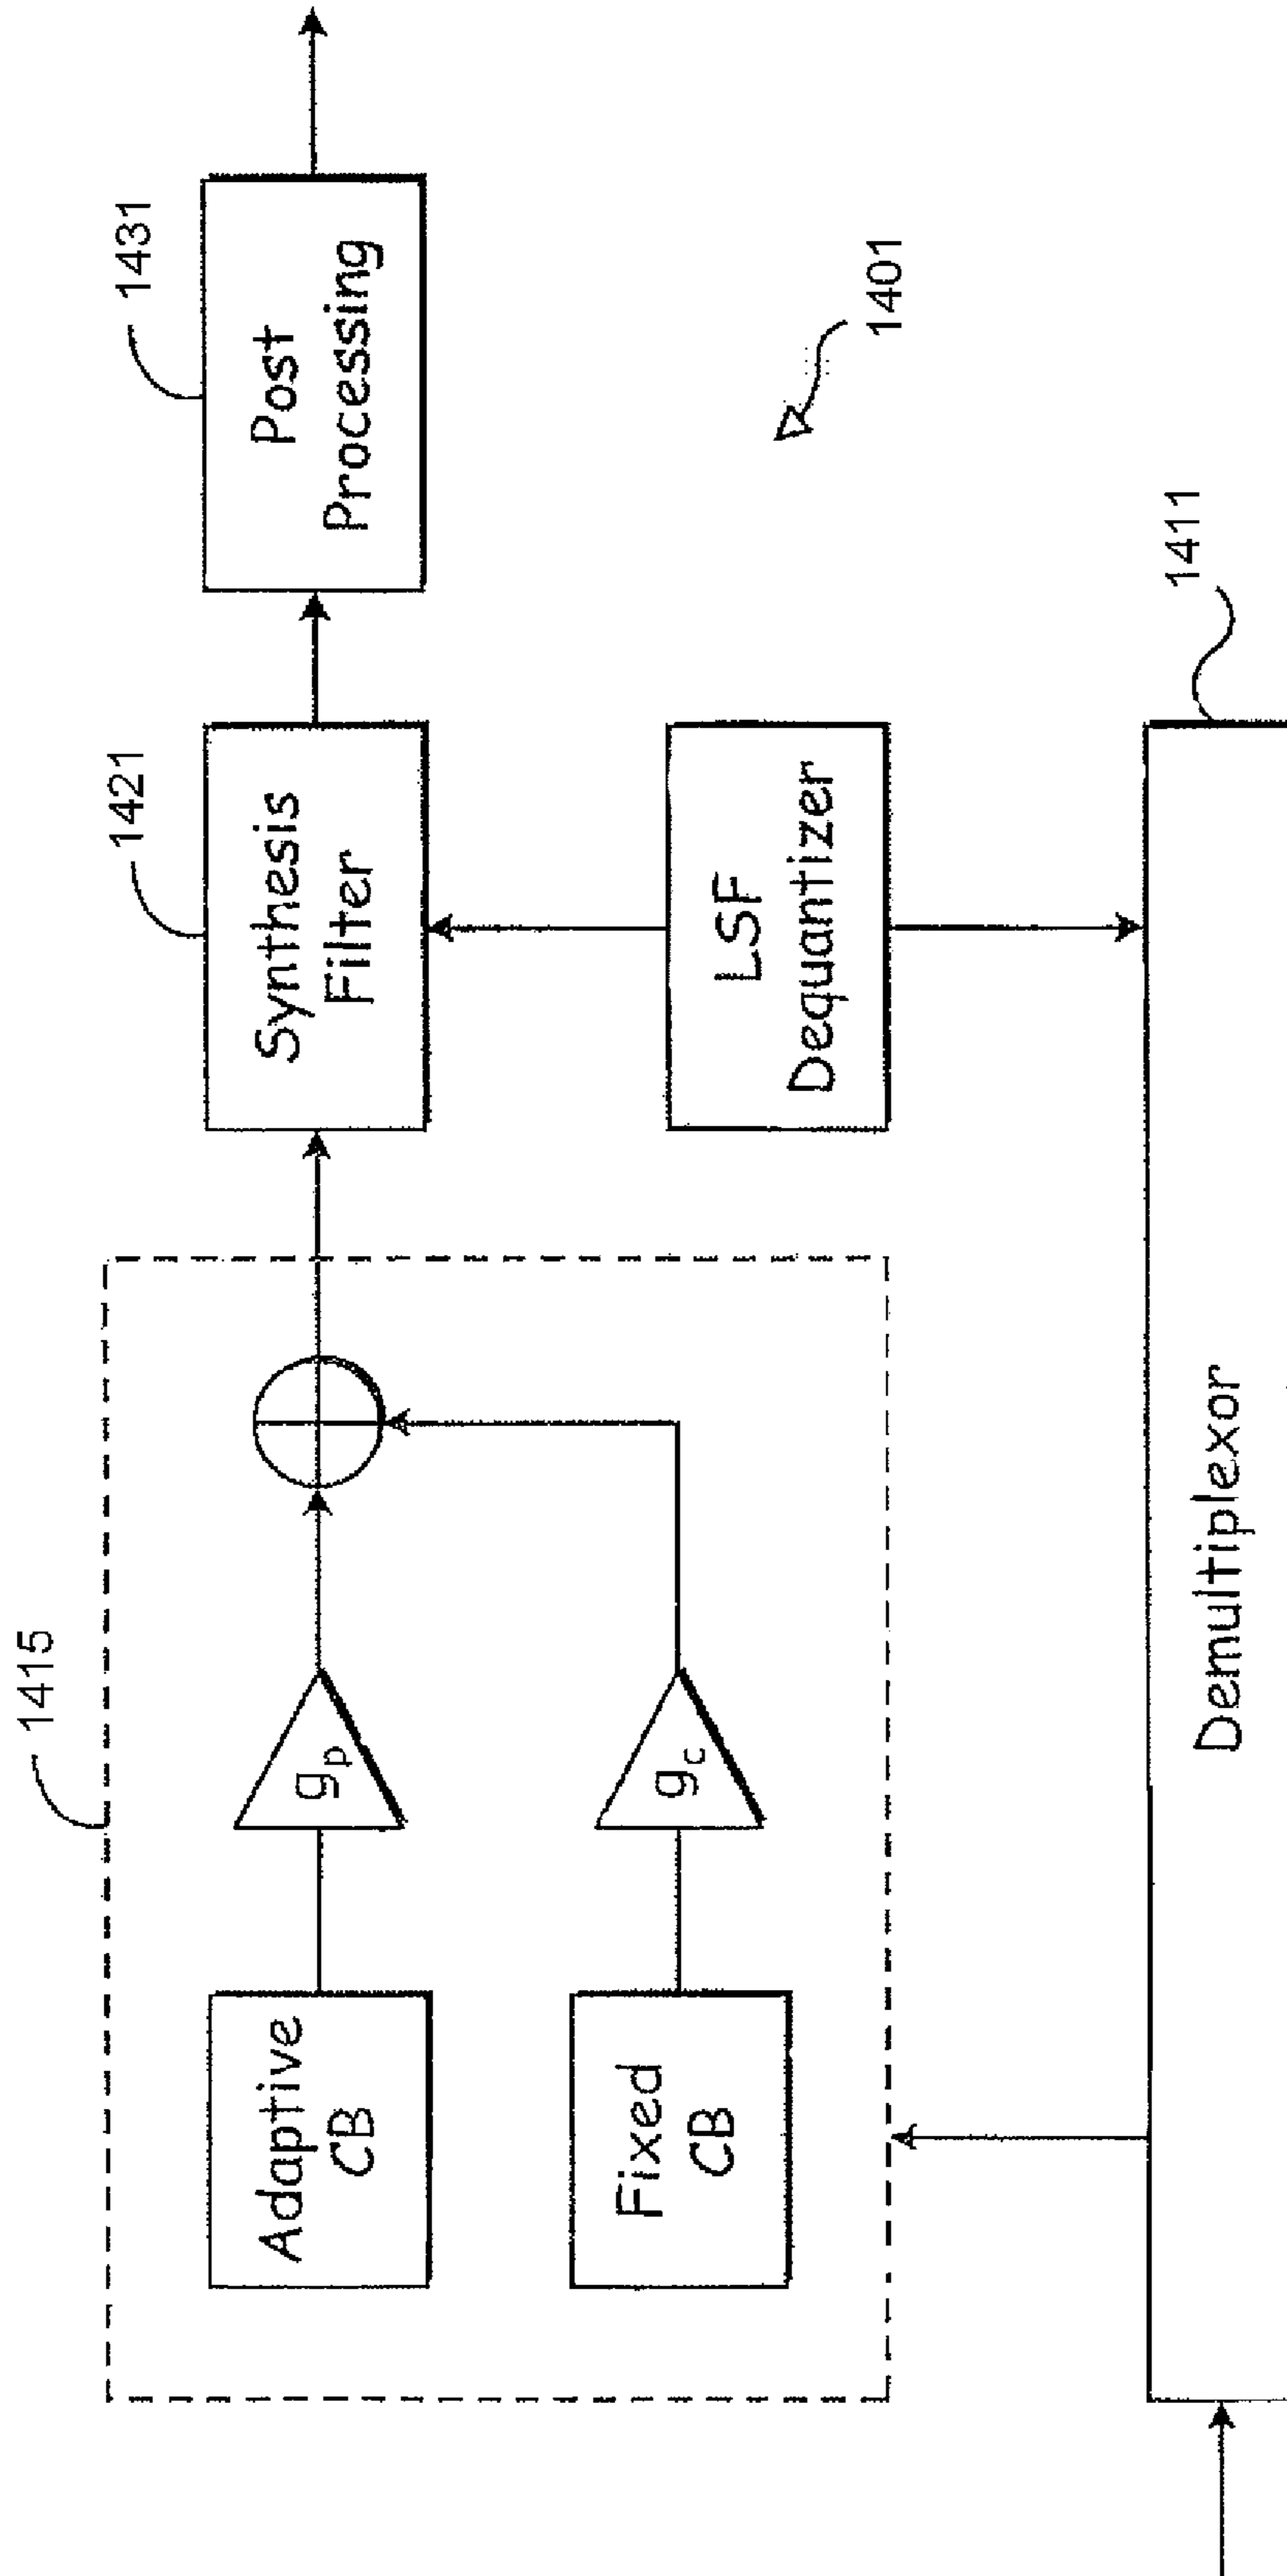 1415
1421
1431
Adaptive
CB
gp
Synthesis
Filter
Post
Processing
Fixed
CB
gc
LSF
Dequantizer
1401
Demultiplexor
1411